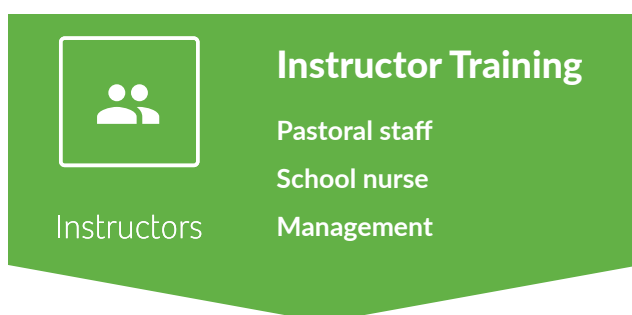 Instructor Training
Pastoral staff
School nurse
Management
Instructors